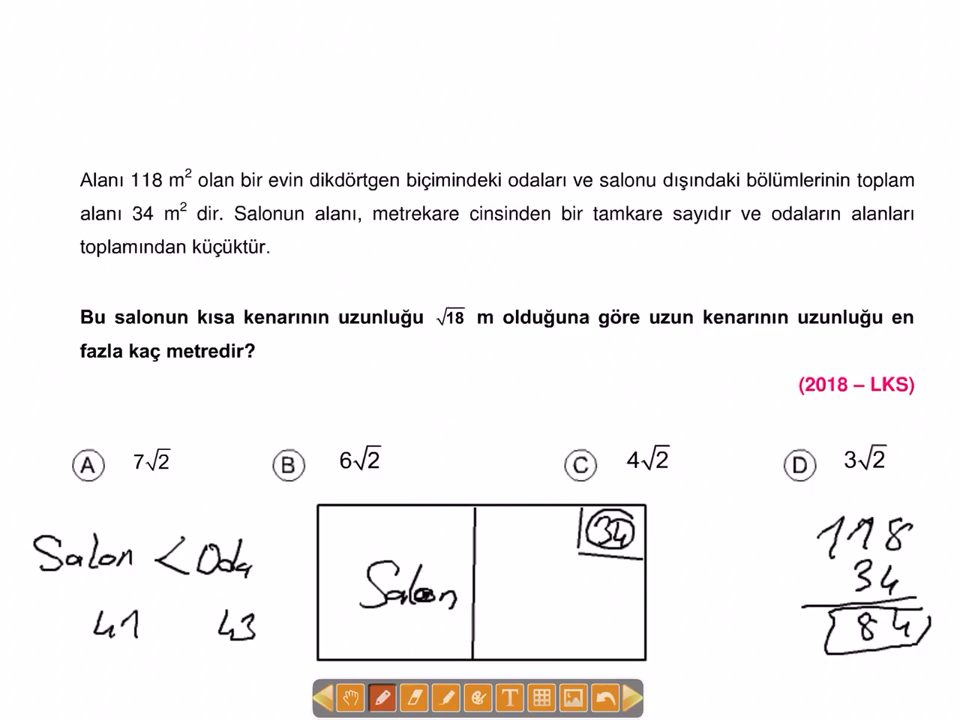 Alanı 118 m² olan bir evin dikdörtgen biçimindeki odaları ve salonu dışındaki bölümlerinin toplam
alanı 34 m² dir. Salonun alanı, metrekare cinsinden bir tamkare sayıdır ve odaların alanları
toplamından küçüktür.
Bu salonun kısa kenarının uzunluğu √18 m olduğuna göre uzun kenarının uzunluğu en
fazla kaç metredir?
(2018 – LKS)
A 7√2 B 6√2 C 4√2 D 3√2
Salon < Oda
41 43
Salon
34
118
34
84
T